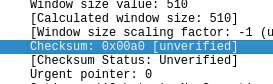 Window size value: 510
[Calculated window size: 510]
[Window size scaling factor: -1 (u
Checksum: 0x00a0 [unverified]
[Checksum Status: Unverified]
Urgent pointer: 0